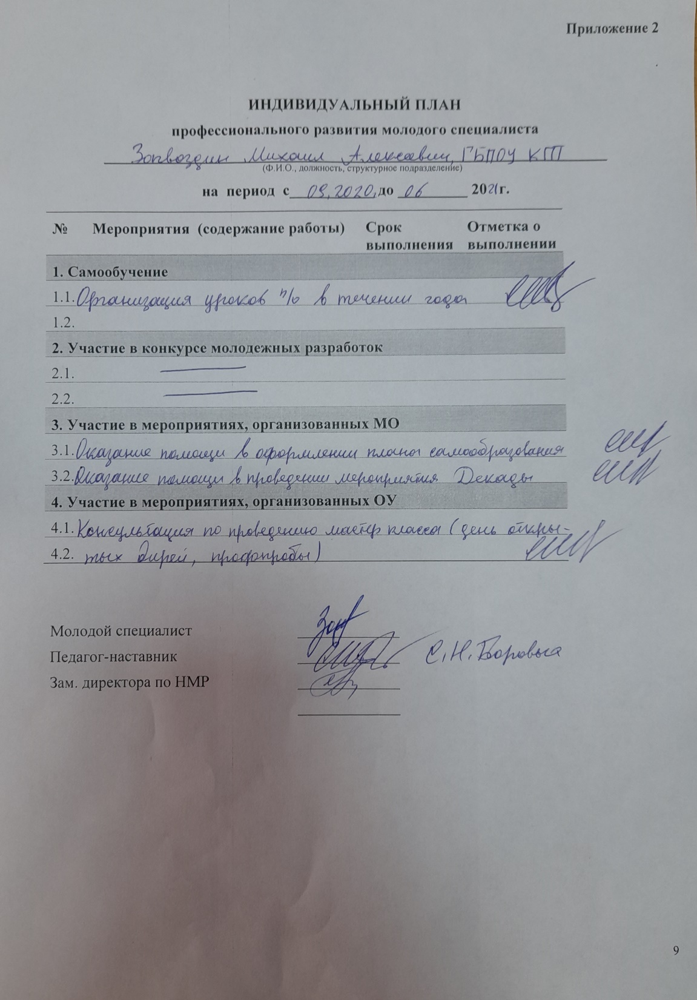 Приложение 2
ИНДИВИДУАЛЬНЫЙ ПЛАН
профессионального развития молодого специалиста
Запвоздин Михаил Алексеевич, ГБПОУ КГТ
(Ф.И.О., должность, структурное подразделение)
на период с 09.2020, до 06 2021г.
№ Мероприятия (содержание работы) Срок выполнения Отметка о выполнении
1. Самообучение
1.1. Организация уроков п/о в течении года
1.2.
2. Участие в конкурсе молодежных разработок
2.1.
2.2.
3. Участие в мероприятиях, организованных МО
3.1. Оказание помощи в оформлении плана самообразования
3.2. Оказание помощи в проведении мероприятия Декады
4. Участие в мероприятиях, организованных ОУ
4.1. Консультация по проведению мастер класса (день откры-
4.2. тых дверей, профпробы)
Молодой специалист
Педагог-наставник С.Н. Боровых
Зам. директора по НМР
9